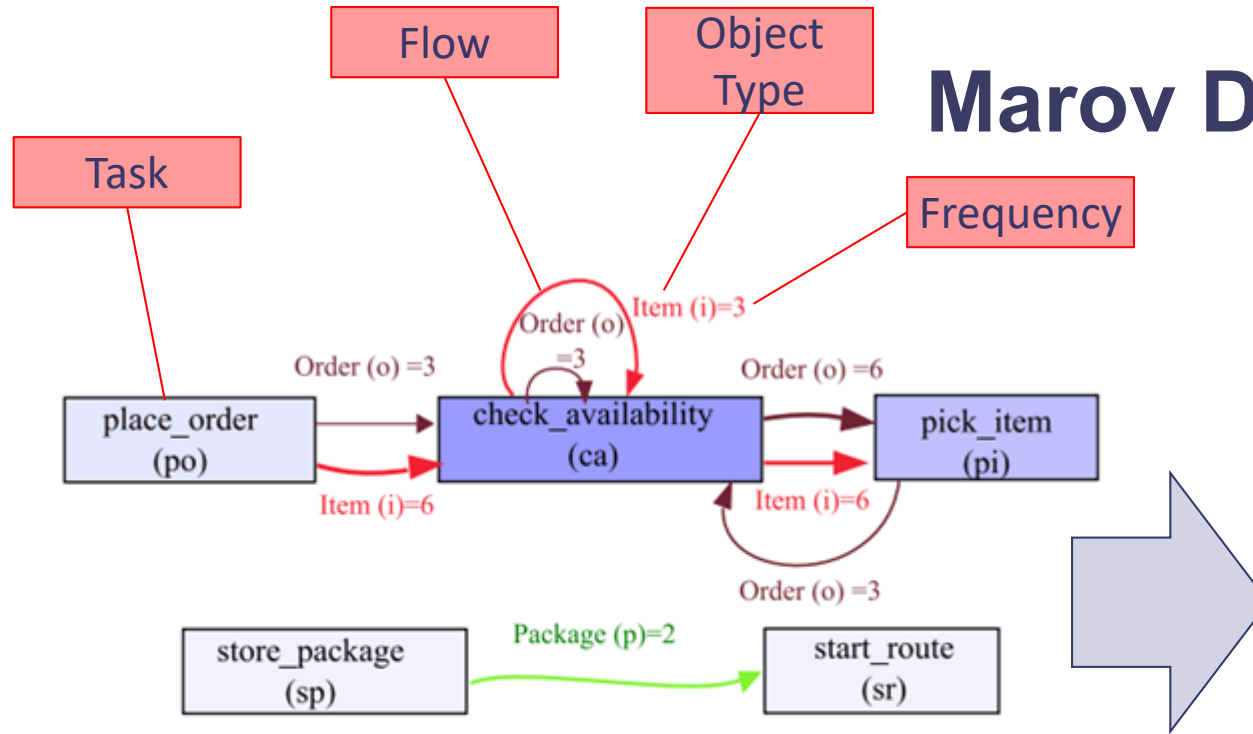 Flow
Object
Type
Marov D
Task
Frequency
Item (i)=3
Order (o)
=3
Order (o) =3
Order (o) =6
place_order
(po)
check_availability
(ca)
pick_item
(pi)
Item (i)=6
Item (i)=6
Order (o) =3
Package (p)=2
store_package
(sp)
start_route
(sr)